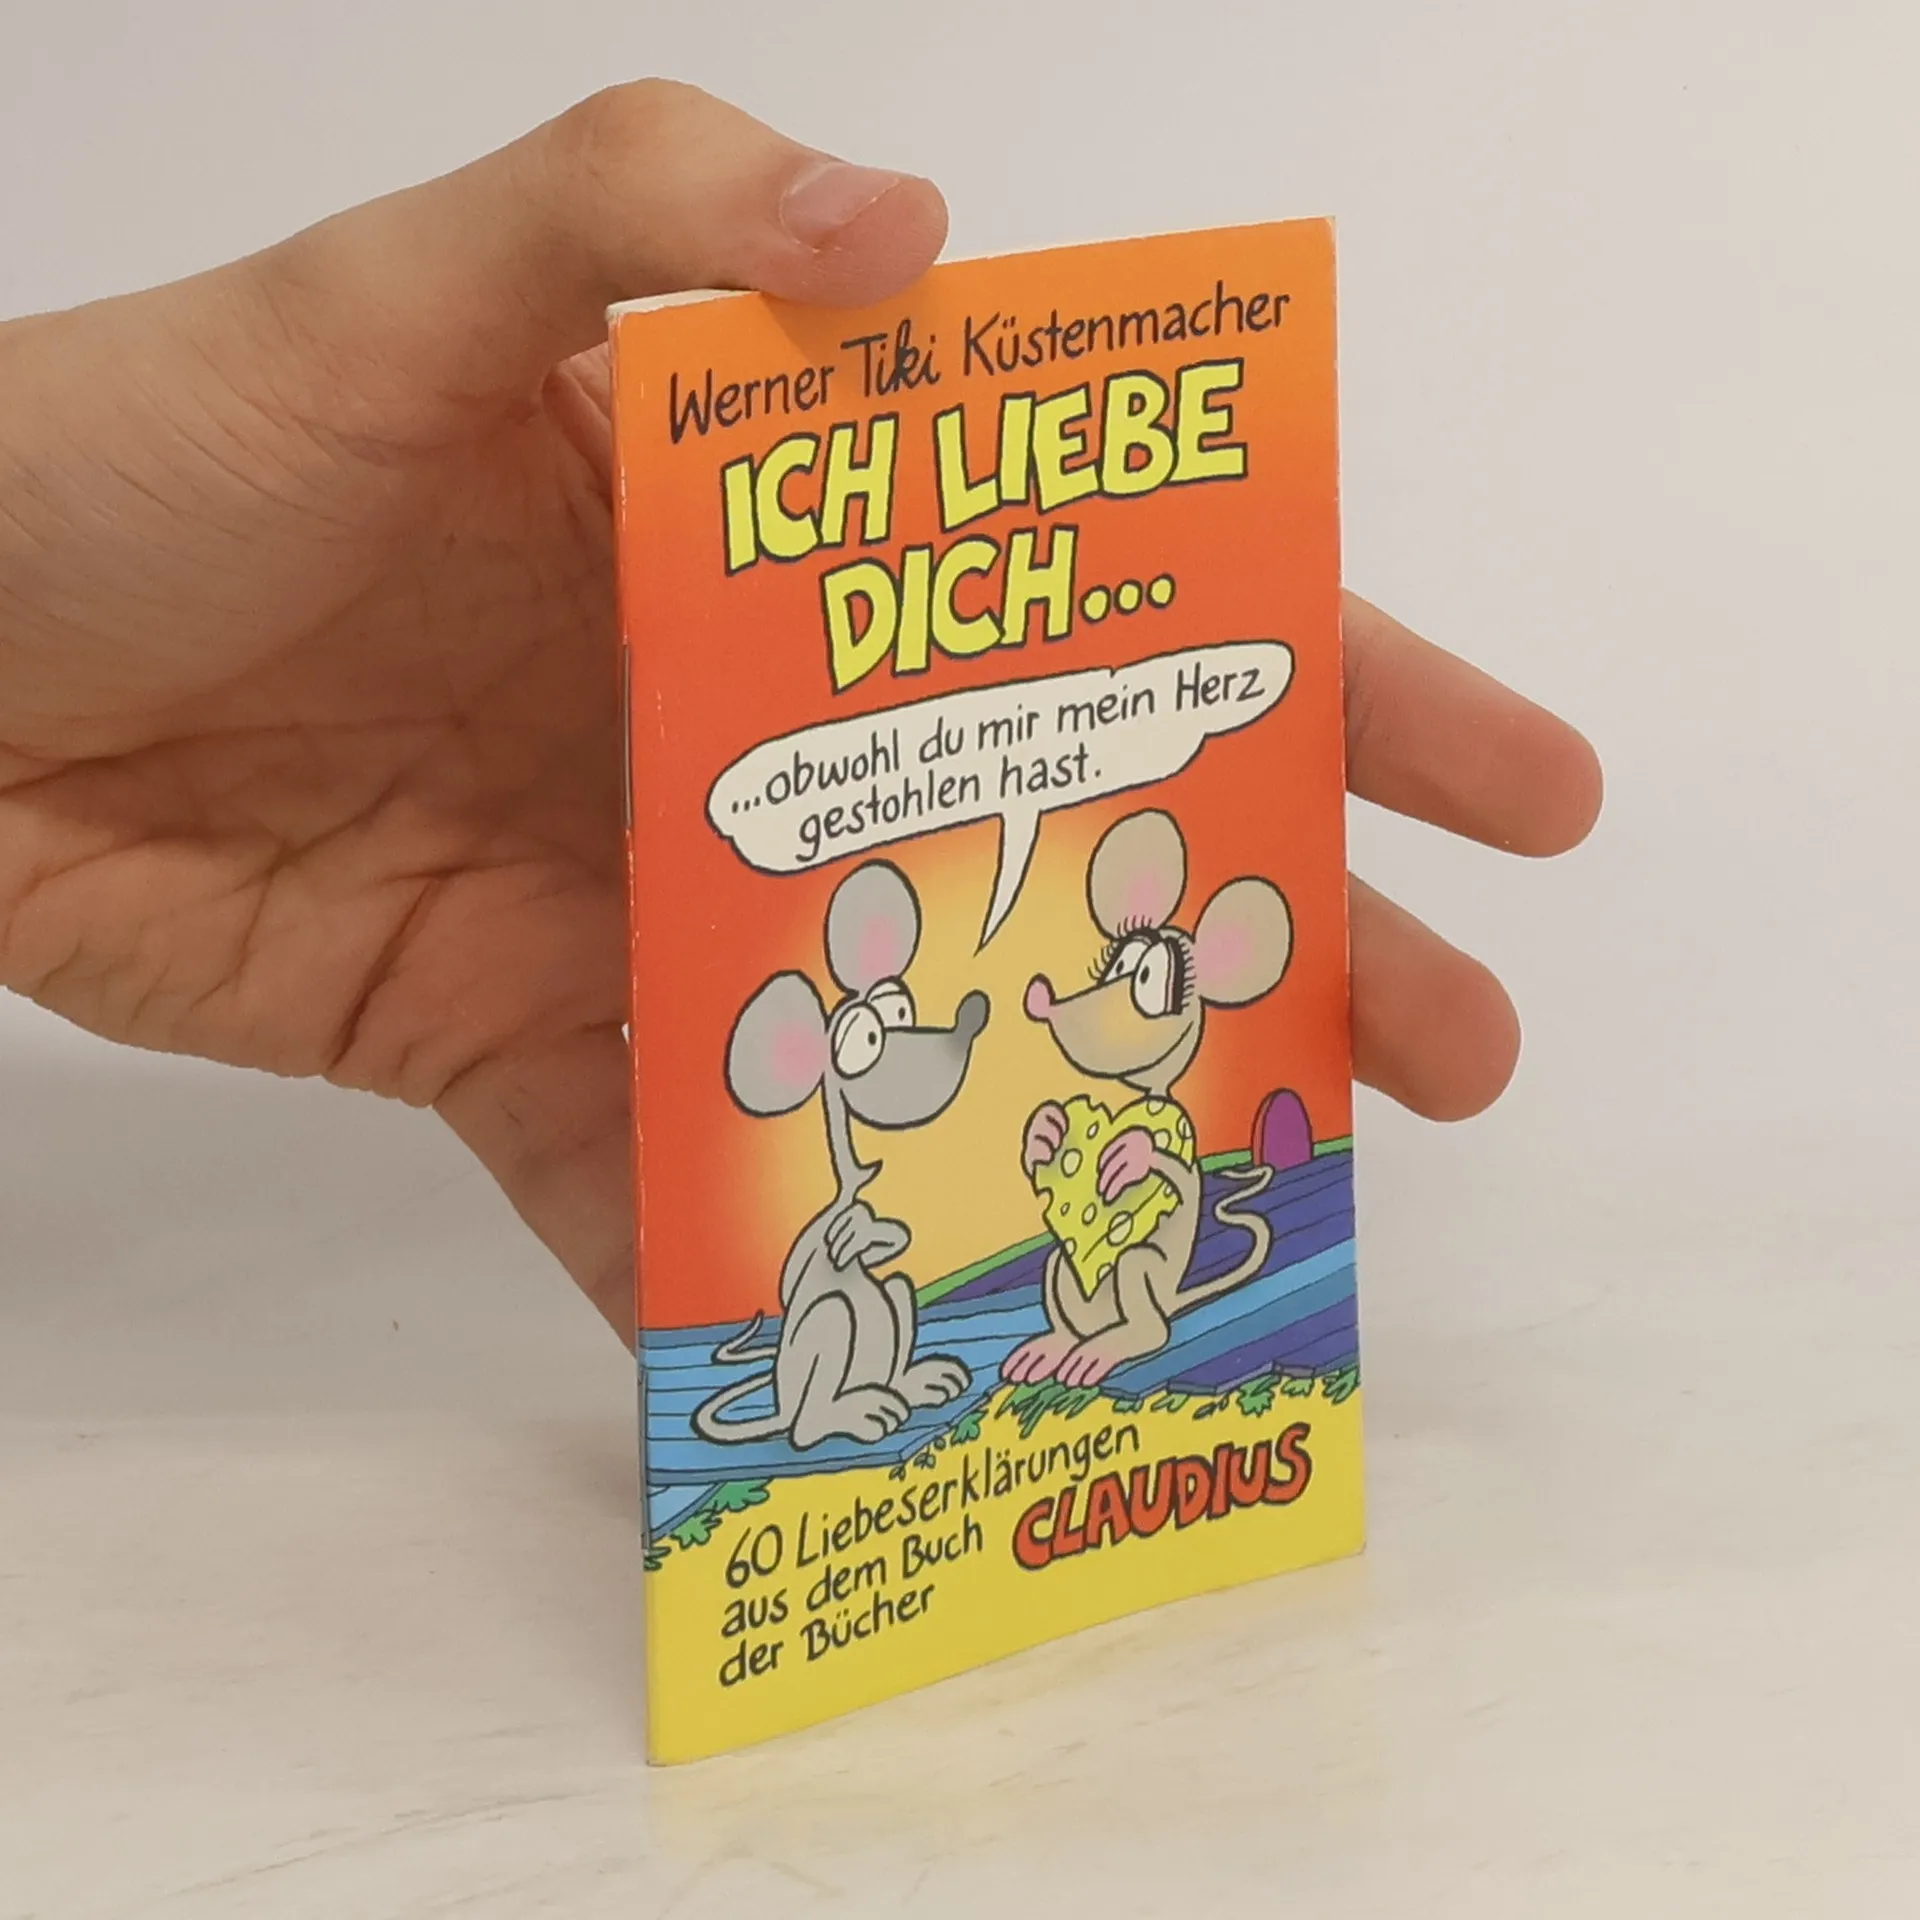 Werner Tiki Küstenmacher
ICH LIEBE
DICH...
...obwohl du mir mein Herz
gestohlen hast.
60 Liebeserklärungen
aus dem Buch
der Bücher
CLAUDIUS